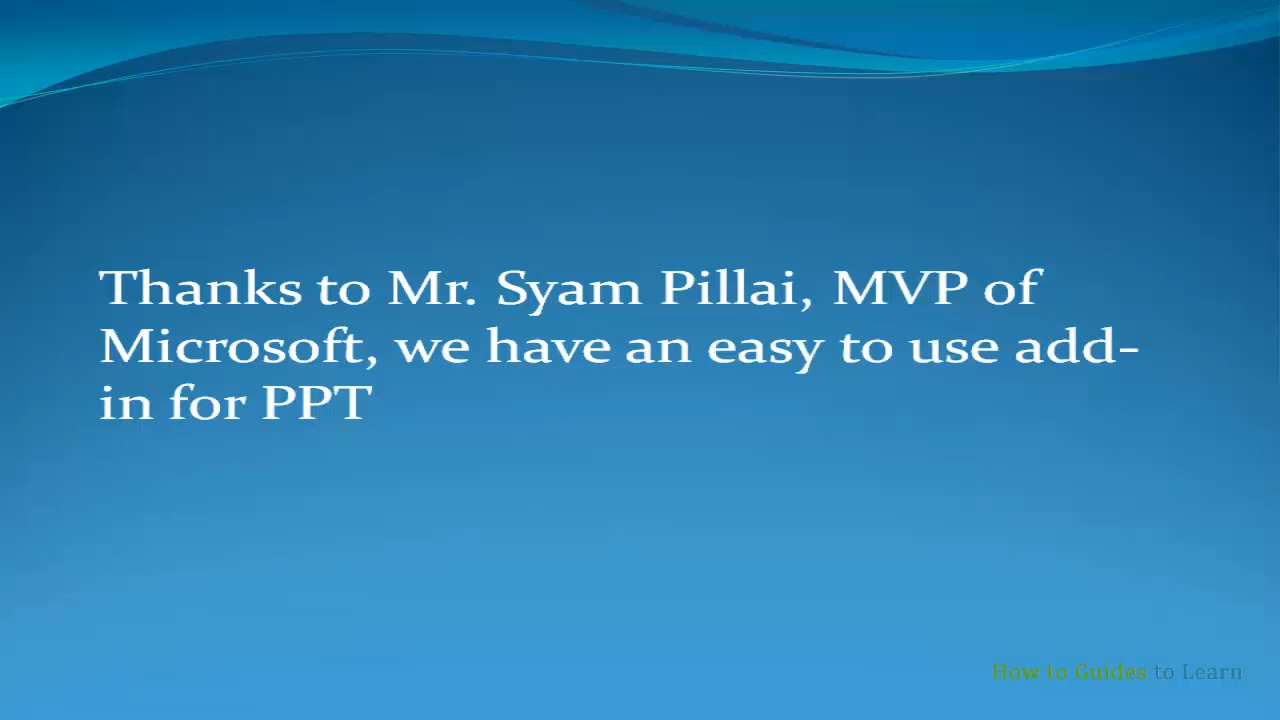 Thanks to Mr. Syam Pillai, MVP of
Microsoft, we have an easy to use add-
in for PPT
How to Guides to Learn